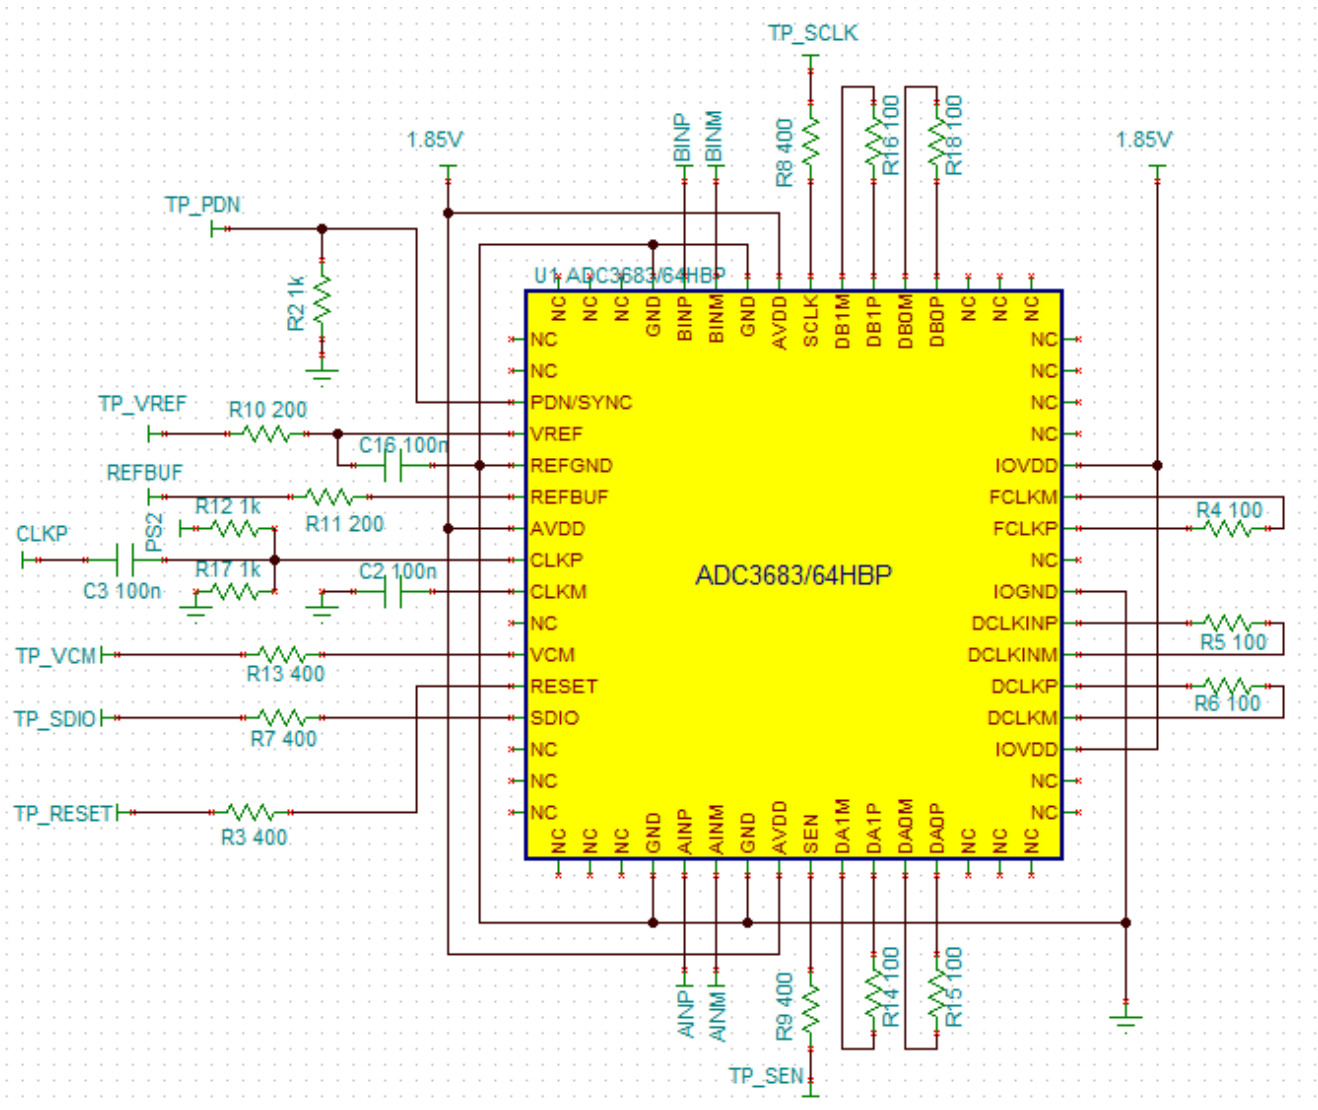 TP_SCLK
BINP
BINM
R8 400
R16 100
R18 100
1.85V
1.85V
TP_PDN
R2 1k
U1 ADC3683/64HBP
NC
NC
NC
GND
BINP
BINM
GND
AVDD
SCLK
DB1M
DB1P
DB0M
DB0P
NC
NC
NC
NC
NC
NC
NC
PDN/SYNC
NC
TP_VREF
R10 200
VREF
NC
C16 100n
REFGND
IOVDD
REFBUF
REFBUF
FCLKM
R12 1k
R11 200
R4 100
CLKP
PS2
AVDD
FCLKP
CLKP
NC
R17 1k
C2 100n
ADC3683/64HBP
C3 100n
CLKM
IOGND
NC
DCLKINP
TP_VCM
R13 400
VCM
DCLKINM
R5 100
RESET
DCLKP
R6 100
TP_SDIO
R7 400
SDIO
DCLKM
NC
IOVDD
NC
NC
TP_RESET
R3 400
NC
NC
NC
NC
NC
GND
AINP
AINM
GND
AVDD
SEN
DA1M
DA1P
DA0M
DA0P
NC
NC
NC
AINP
AINM
R9 400
R14 100
R15 100
TP_SEN